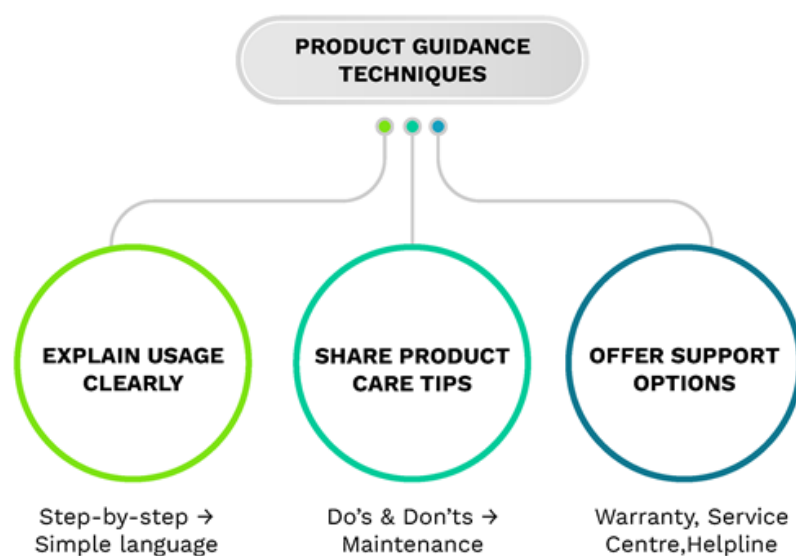 PRODUCT GUIDANCE
TECHNIQUES
EXPLAIN USAGE
CLEARLY
SHARE PRODUCT
CARE TIPS
OFFER SUPPORT
OPTIONS
Step-by-step →
Simple language
Do’s & Don’ts →
Maintenance
Warranty, Service
Centre,Helpline